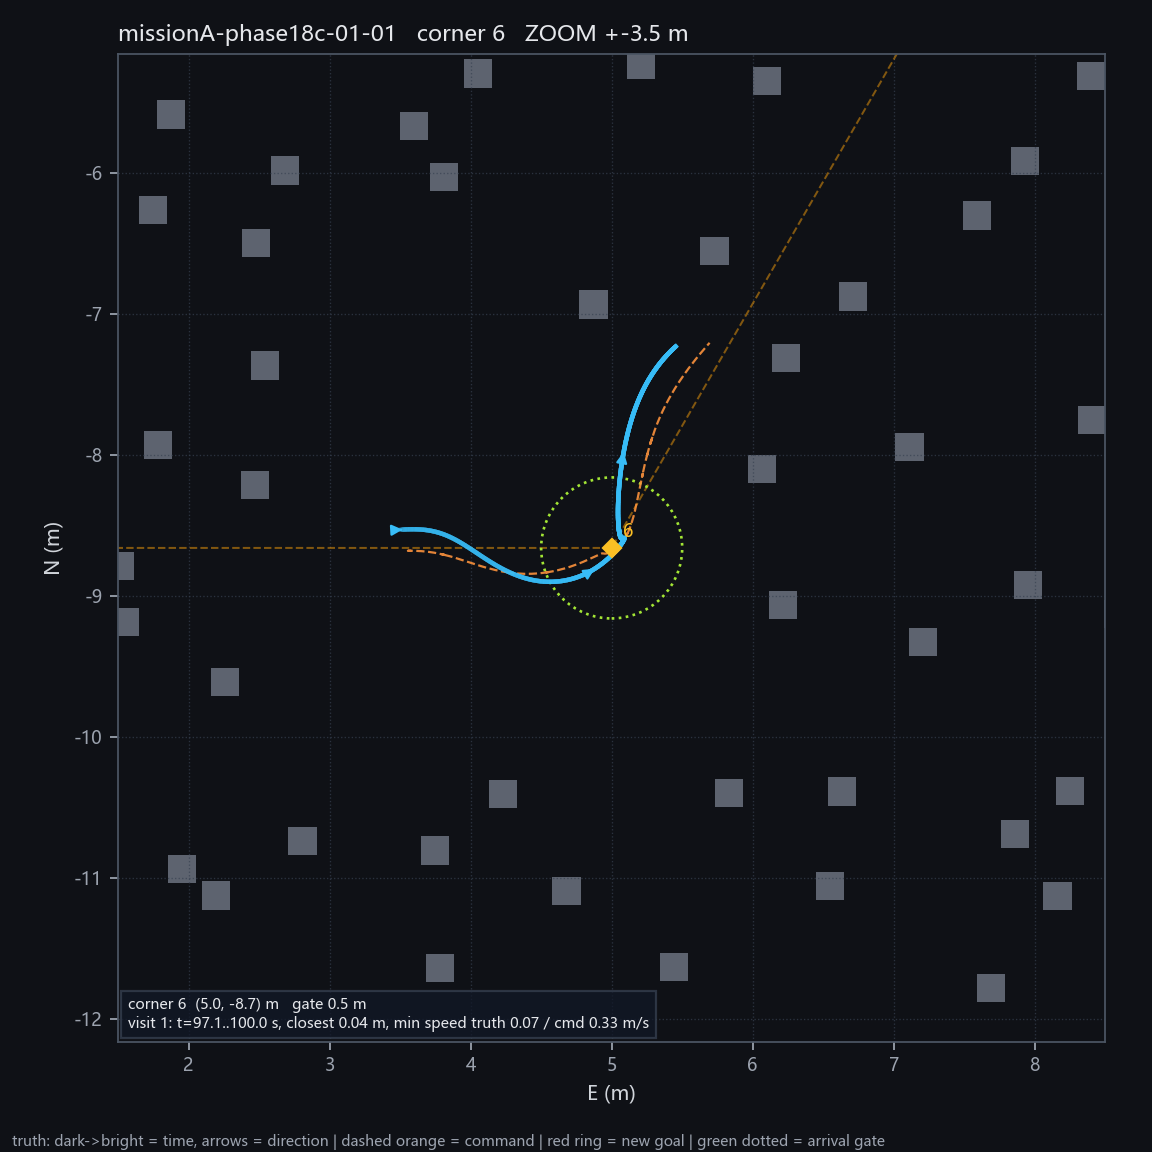 missionA-phase18c-01-01   corner 6   ZOOM +-3.5 m
N (m)
-6
-7
-8
-9
-10
-11
-12
6
corner 6  (5.0, -8.7) m   gate 0.5 m
visit 1: t=97.1..100.0 s, closest 0.04 m, min speed truth 0.07 / cmd 0.33 m/s
2 3 4 5 6 7 8
E (m)
truth: dark->bright = time, arrows = direction | dashed orange = command | red ring = new goal | green dotted = arrival gate